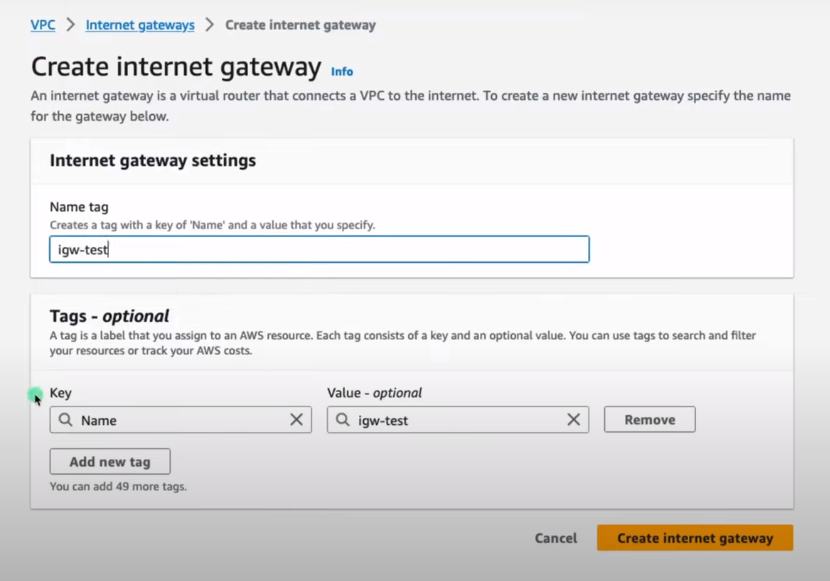 VPC > Internet gateways > Create internet gateway
Create internet gateway Info
An internet gateway is a virtual router that connects a VPC to the internet. To create a new internet gateway specify the name
for the gateway below.
Internet gateway settings
Name tag
Creates a tag with a key of 'Name' and a value that you specify.
igw-test
Tags - optional
A tag is a label that you assign to an AWS resource. Each tag consists of a key and an optional value. You can use tags to search and filter
your resources or track your AWS costs.
Key Value - optional
Name igw-test Remove
Add new tag
You can add 49 more tags.
Cancel Create internet gateway